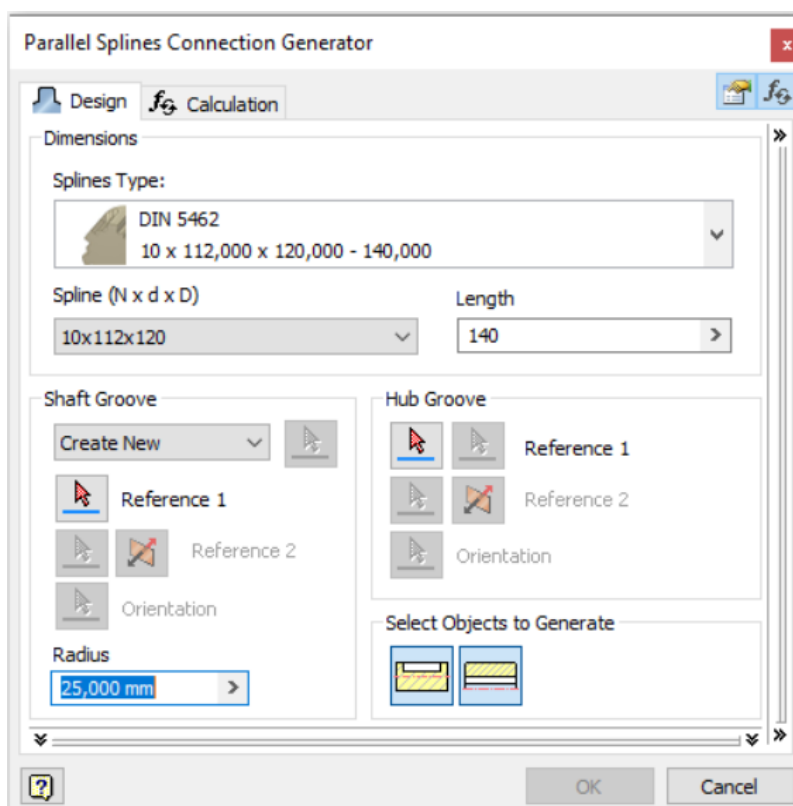 Parallel Splines Connection Generator
x
Design
Calculation
Dimensions
Splines Type:
DIN 5462
10 x 112,000 x 120,000 - 140,000
Spline (N x d x D)
Length
10x112x120
140
Shaft Groove
Create New
Reference 1
Reference 2
Orientation
Radius
25,000 mm
Hub Groove
Reference 1
Reference 2
Orientation
Select Objects to Generate
?
OK
Cancel